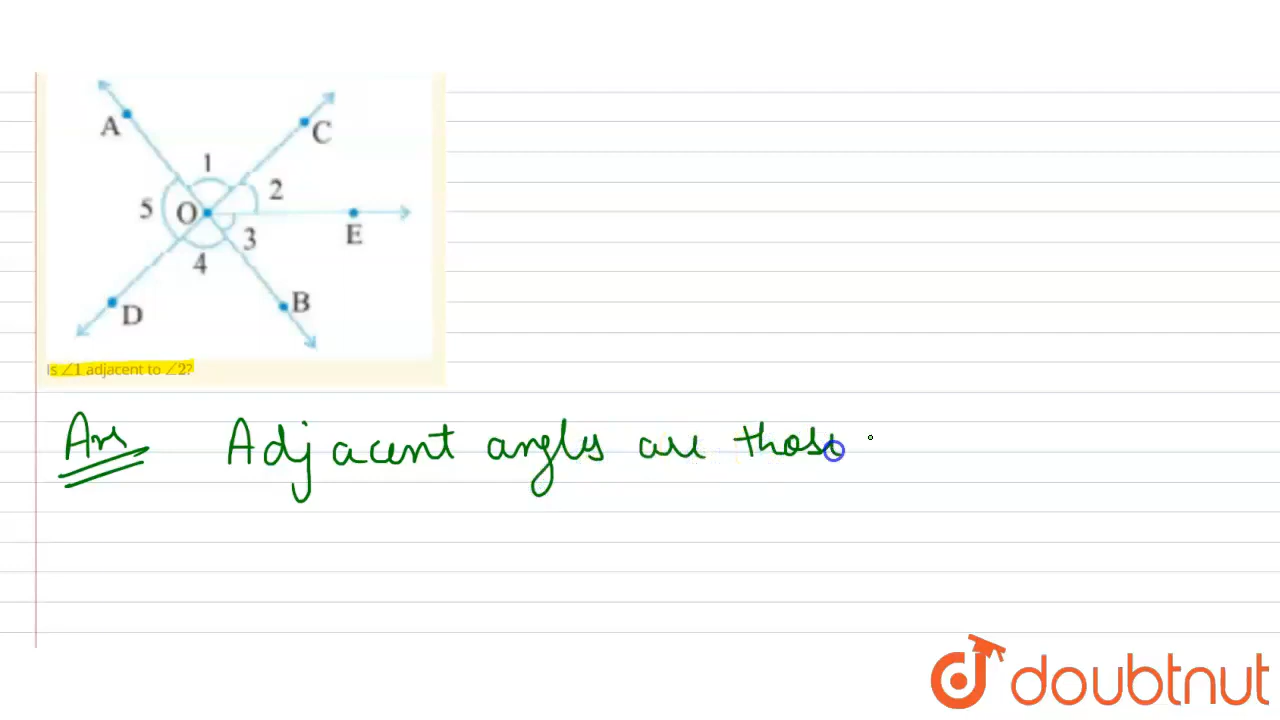 A
C
1
2
5
O
3
E
4
B
D
Is ∠1 adjacent to ∠2?
Ans Adjacent angles are those
doubtnut